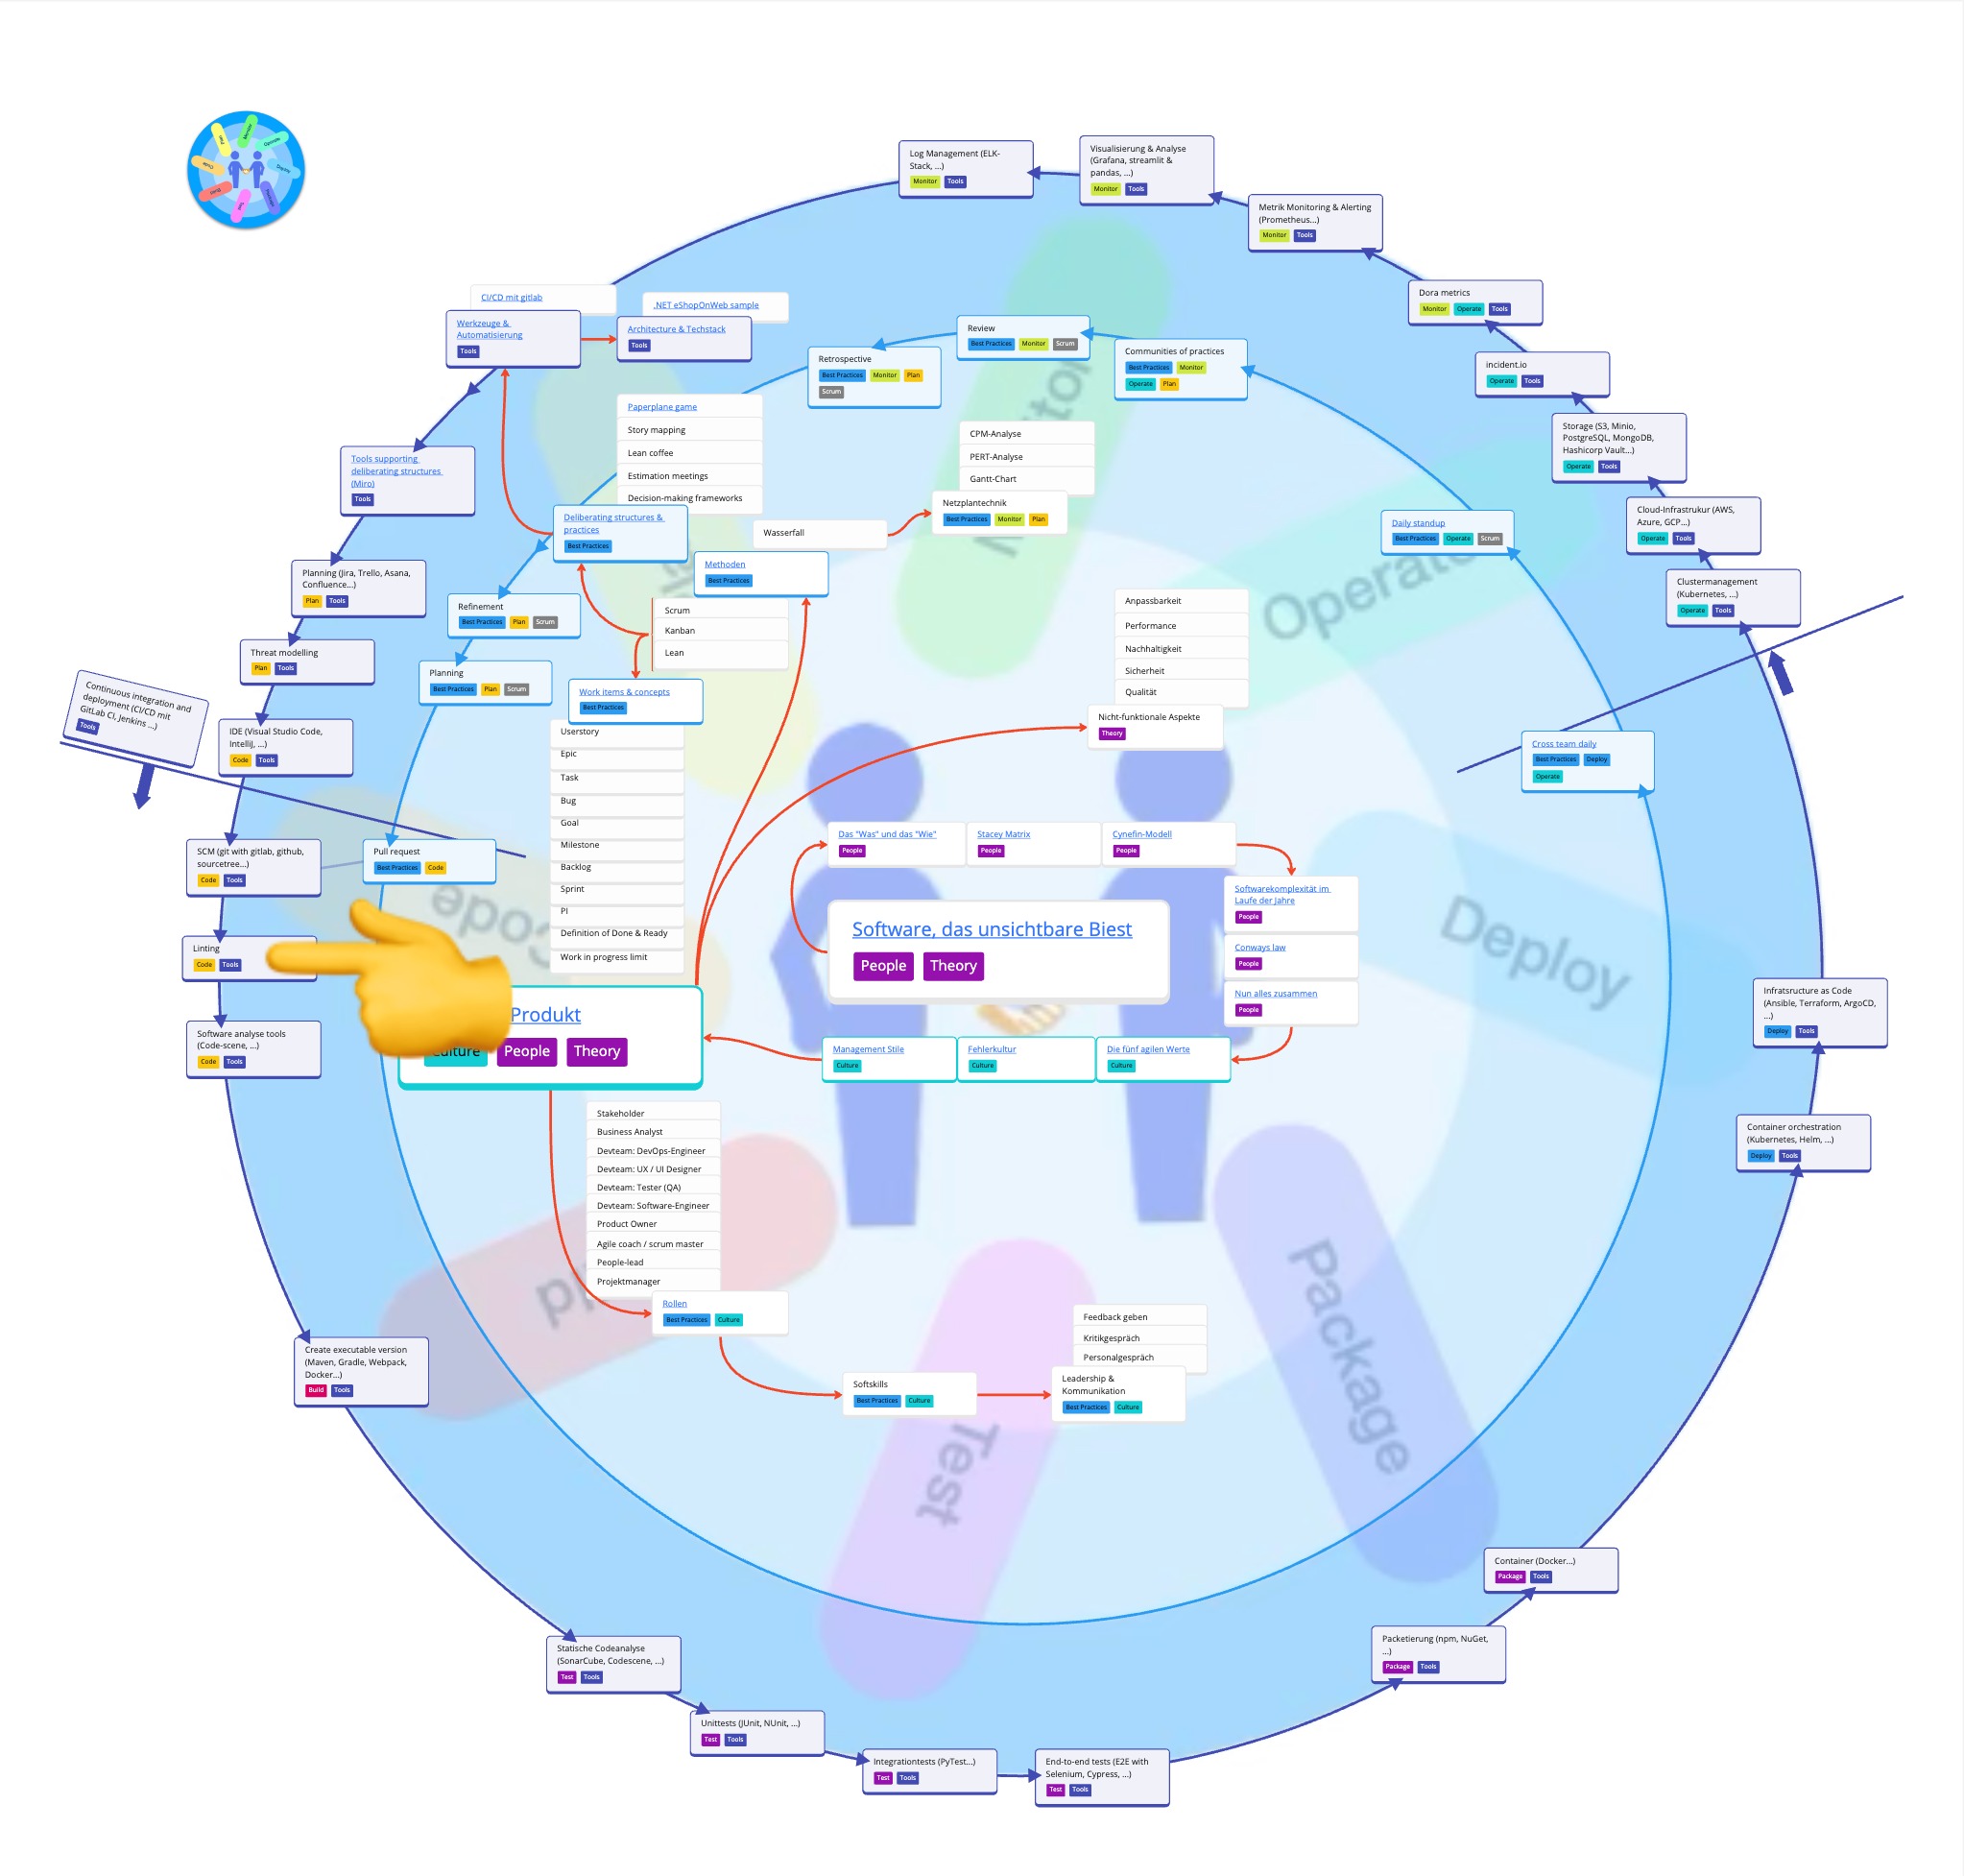 Log Management (ELK-
Stack, ...)
Monitor Tools
Visualisierung & Analyse
(Grafana, streamlit &
pandas, ...)
Monitor Tools
Metrik Monitoring & Alerting
(Prometheus...)
Monitor Tools
Dora metrics
Monitor Operate Tools
incident.io
Operate Tools
Storage (S3, Minio,
PostgreSQL, MongoDB,
Hashicorp Vault...)
Operate Tools
Cloud-Infrastrukur (AWS,
Azure, GCP...)
Operate Tools
Clustermanagement
(Kubernetes, ...)
Operate Tools
CI/CD mit gitlab
Werkzeuge &
Automatisierung
Tools
.NET eShopOnWeb sample
Architecture & Techstack
Tools
Retrospective
Best Practices Monitor Plan
Scrum
Review
Best Practices Monitor Scrum
Communities of practices
Best Practices Monitor
Operate Plan
Paperplane game
Story mapping
Lean coffee
Estimation meetings
Decision-making frameworks
Deliberating structures &
practices
Best Practices
CPM-Analyse
PERT-Analyse
Gantt-Chart
Netzplantechnik
Best Practices Monitor Plan
Wasserfall
Methoden
Best Practices
Daily standup
Best Practices Operate Scrum
Operate
Tools supporting
deliberating structures
(Miro)
Tools
Planning (Jira, Trello, Asana,
Confluence...)
Plan Tools
Threat modelling
Plan Tools
Continuous integration and
deployment (CI/CD mit
GitLab CI, Jenkins ...)
Tools
IDE (Visual Studio Code,
Intellij, ...)
Code Tools
Refinement
Best Practices Plan Scrum
Planning
Best Practices Plan Scrum
Scrum
Kanban
Lean
Work items & concepts
Best Practices
Userstory
Epic
Task
Bug
Goal
Milestone
Backlog
Sprint
PI
Definition of Done & Ready
Work in progress limit
Anpassbarkeit
Performance
Nachhaltigkeit
Sicherheit
Qualität
Nicht-funktionale Aspekte
Theory
Cross team daily
Best Practices Deploy
Operate
SCM (git with gitlab, github,
sourcetree...)
Code Tools
Pull request
Best Practices Code
Code
Linting
Code Tools
Software analyse tools
(Code-scene, ...)
Code Tools
Das "Was" und das "Wie"
People
Stacey Matrix
People
Cynefin-Modell
People
Software, das unsichtbare Biest
People Theory
Softwarekomplexität im
Laufe der Jahre
People
Conways law
People
Nun alles zusammen
People
Deploy
Produkt
Culture People Theory
Management Stile
Culture
Fehlerkultur
Culture
Die fünf agilen Werte
Culture
Infratsructure as Code
(Ansible, Terraform, ArgoCD,
...)
Deploy Tools
Container orchestration
(Kubernetes, Helm, ...)
Deploy Tools
Stakeholder
Business Analyst
Devteam: DevOps-Engineer
Devteam: UX / UI Designer
Devteam: Tester (QA)
Devteam: Software-Engineer
Product Owner
Agile coach / scrum master
People-lead
Projektmanager
Rollen
Best Practices Culture
Softskills
Best Practices Culture
Feedback geben
Kritikgespräch
Personalgespräch
Leadership &
Kommunikation
Best Practices Culture
Package
Test
Create executable version
(Maven, Gradle, Webpack,
Docker...)
Build Tools
Statische Codeanalyse
(SonarCube, Codescene, ...)
Test Tools
Unittests (JUnit, NUnit, ...)
Test Tools
Integrationtests (PyTest...)
Test Tools
End-to-end tests (E2E with
Selenium, Cypress, ...)
Test Tools
Packetierung (npm, NuGet,
...)
Package Tools
Container (Docker...)
Package Tools